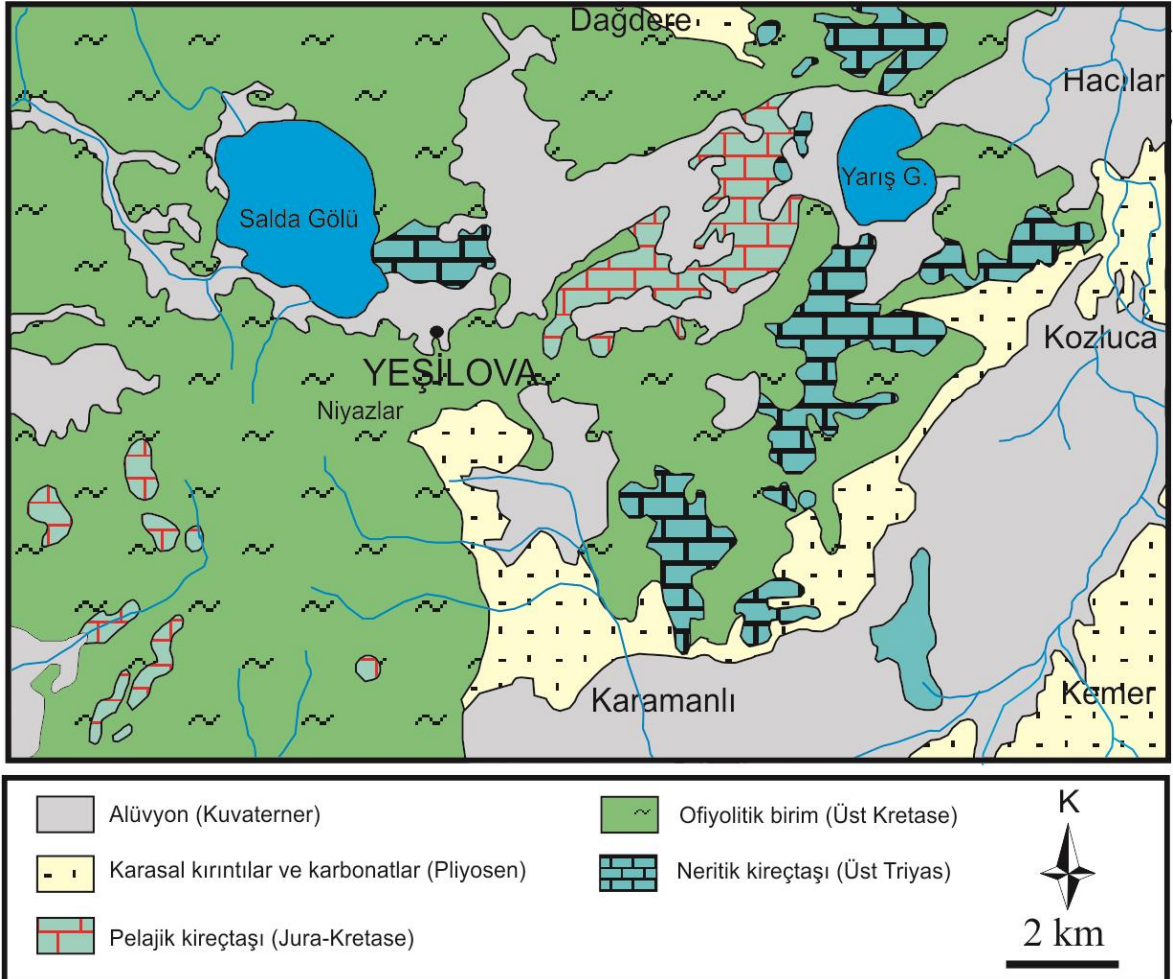 Dağdere
Hacılar
Yarış G.
Salda Gölü
Kozluca
YEŞİLOVA
Niyazlar
Karamanlı
Kemer
Alüvyon (Kuvaterner)
Karasal kırıntılar ve karbonatlar (Pliyosen)
Pelajik kireçtaşı (Jura-Kretase)
Ofiyolitik birim (Üst Kretase)
Neritik kireçtaşı (Üst Triyas)
K
2 km